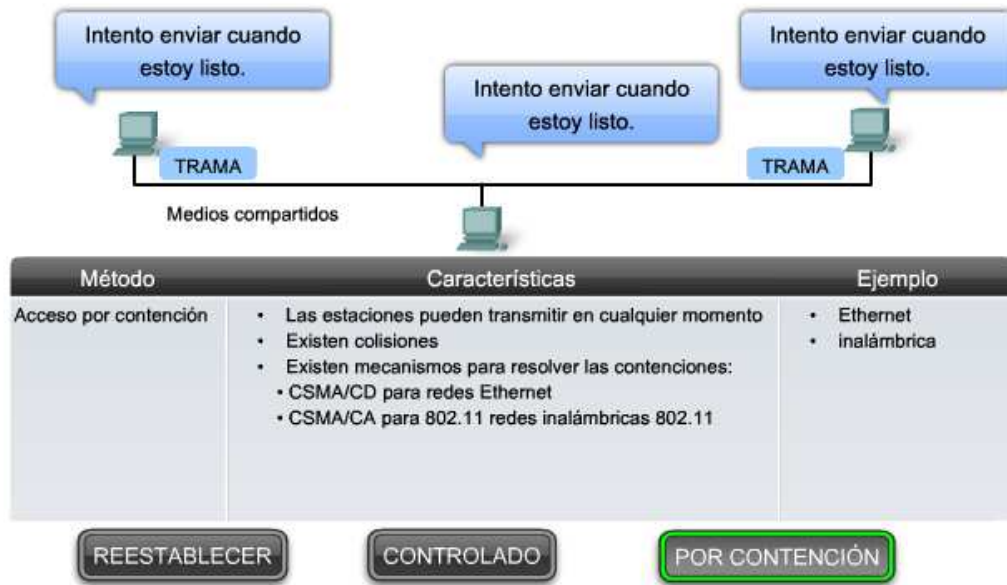 Intento enviar cuando
estoy listo.
Intento enviar cuando
estoy listo.
Intento enviar cuando
estoy listo.
TRAMA
TRAMA
Medios compartidos
Método
Características
Ejemplo
Acceso por contención
• Las estaciones pueden transmitir en cualquier momento
• Existen colisiones
• Existen mecanismos para resolver las contenciones:
• CSMA/CD para redes Ethernet
• CSMA/CA para 802.11 redes inalámbricas 802.11
• Ethernet
• inalámbrica
REESTABLECER
CONTROLADO
POR CONTENCIÓN